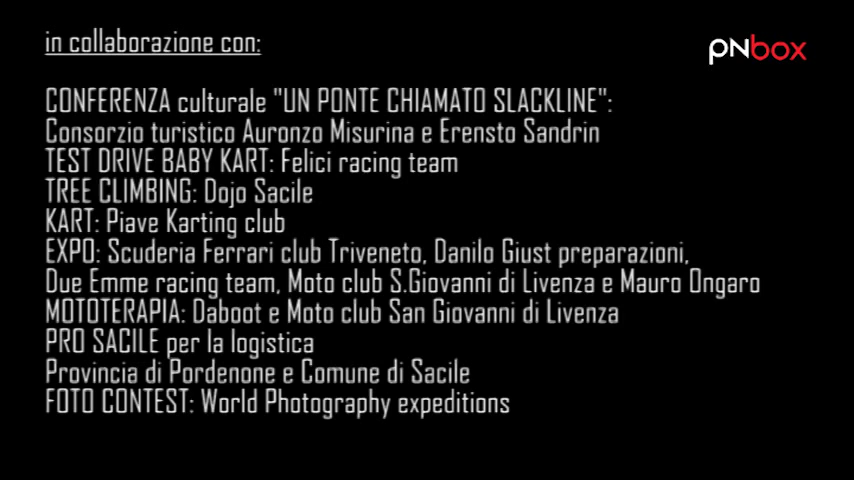 in collaborazione con:
pnbox
CONFERENZA culturale "UN PONTE CHIAMATO SLACKLINE":
Consorzio turistico Auronzo Misurina e Erensto Sandrin
TEST DRIVE BABY KART: Felici racing team
TREE CLIMBING: Dojo Sacile
KART: Piave Karting club
EXPO: Scuderia Ferrari club Triveneto, Danilo Giust preparazioni,
Due Emme racing team, Moto club S.Giovanni di Livenza e Mauro Ongaro
MOTOTERAPIA: Daboot e Moto club San Giovanni di Livenza
PRO SACILE per la logistica
Provincia di Pordenone e Comune di Sacile
FOTO CONTEST: World Photography expeditions